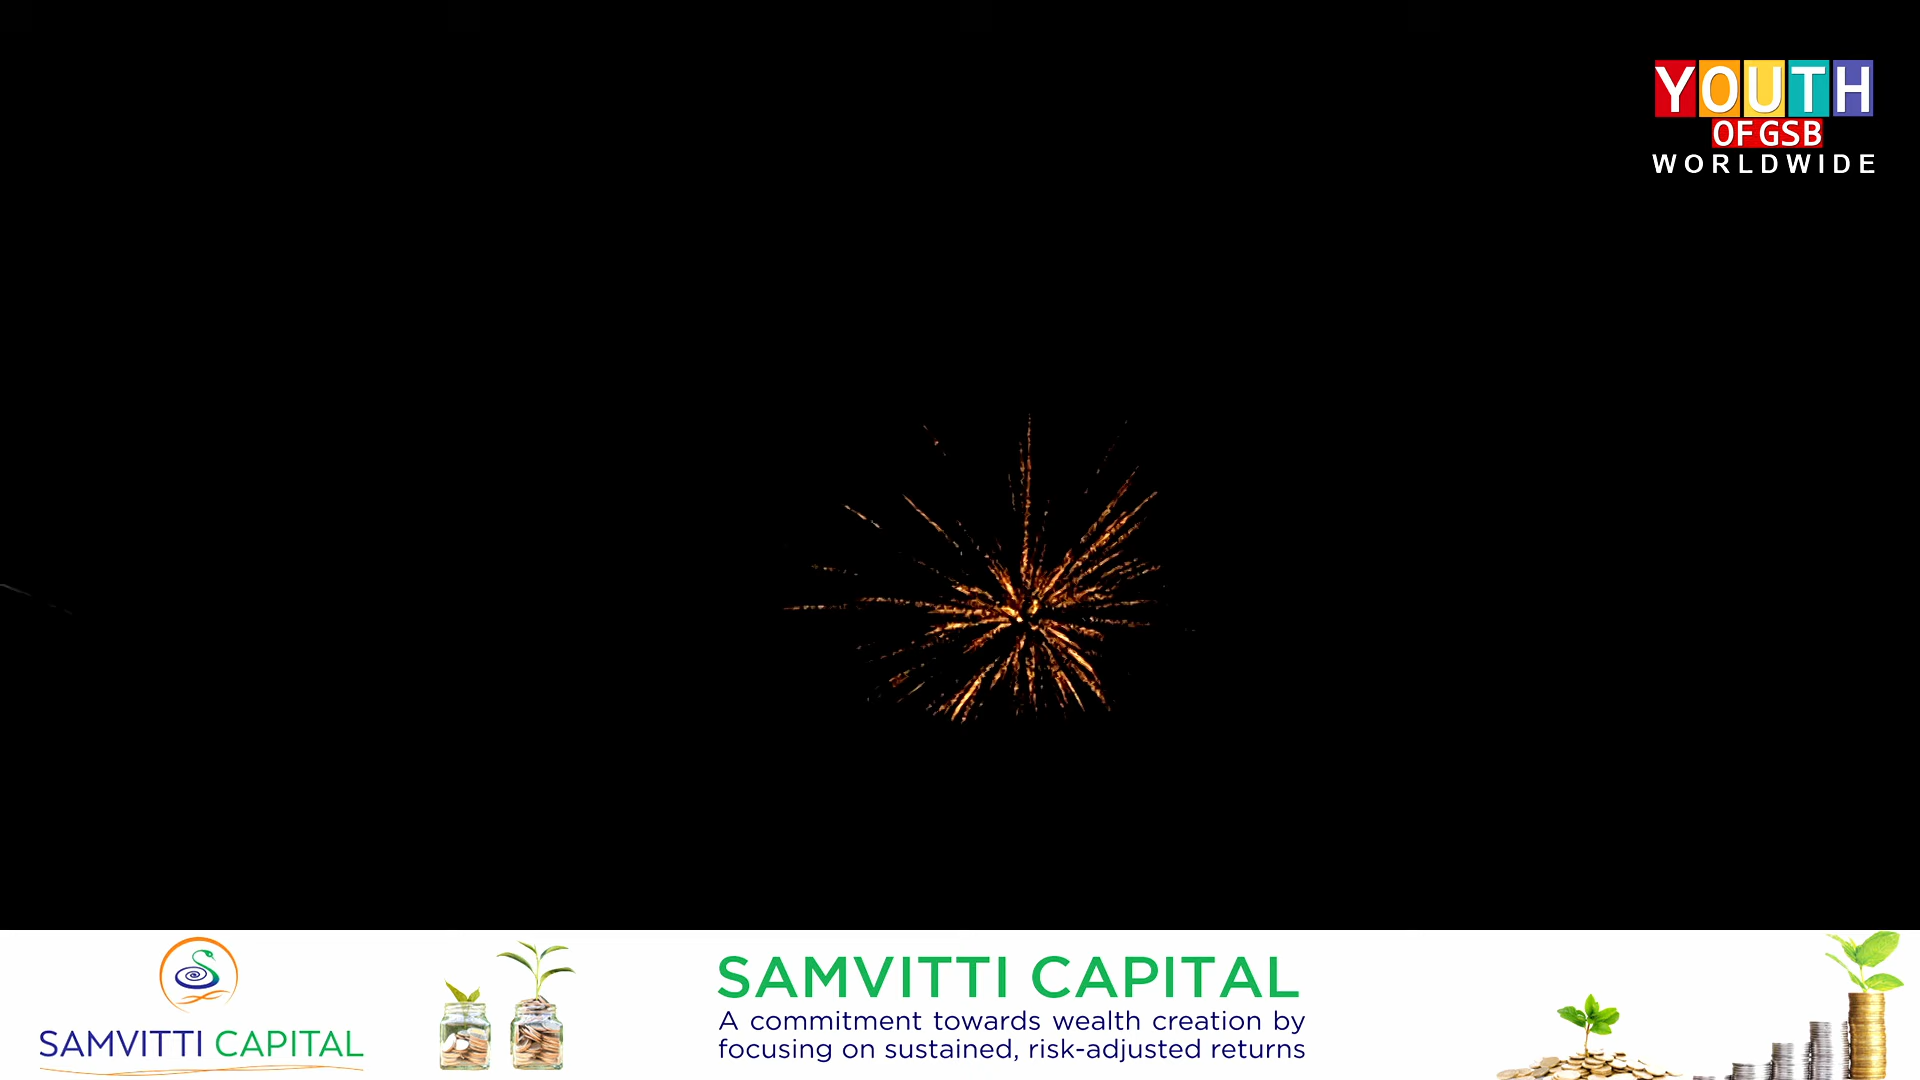 YOUTH
OF GSB
WORLDWIDE
SAMVITTI CAPITAL
SAMVITTI CAPITAL
A commitment towards wealth creation by
focusing on sustained, risk-adjusted returns